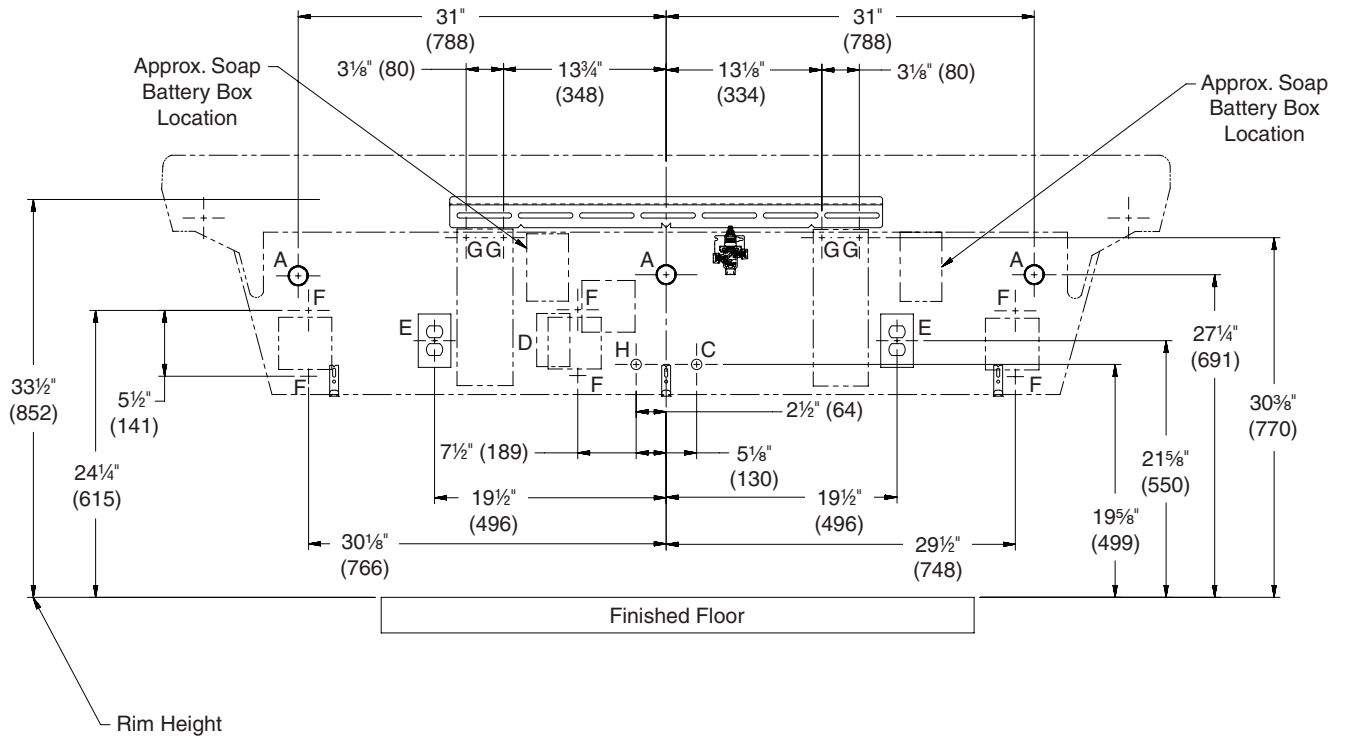 31"
(788)
31"
(788)
3⅛" (80)
13¾"
(348)
13⅛"
(334)
3⅛" (80)
Approx. Soap
Battery Box
Location
Approx. Soap
Battery Box
Location
G G
G G
A
A
A
F
F
F
E
D
E
H
C
F
F
F
33½"
(852)
5½"
(141)
24¼"
(615)
27¼"
(691)
30⅜"
(770)
21⅝"
(550)
19⅝"
(499)
2½" (64)
7½" (189)
5⅛"
(130)
19½"
(496)
19½"
(496)
30⅛"
(766)
29½"
(748)
Finished Floor
Rim Height